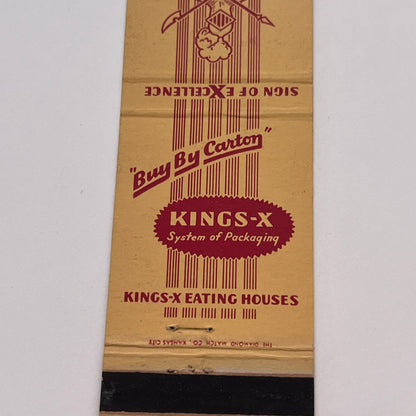 SIGN OF EXCELLENCE
"Buy By Carton"
KINGS-X
System of Packaging
KINGS-X EATING HOUSES
THE DIAMOND MATCH CO., KANSAS CITY